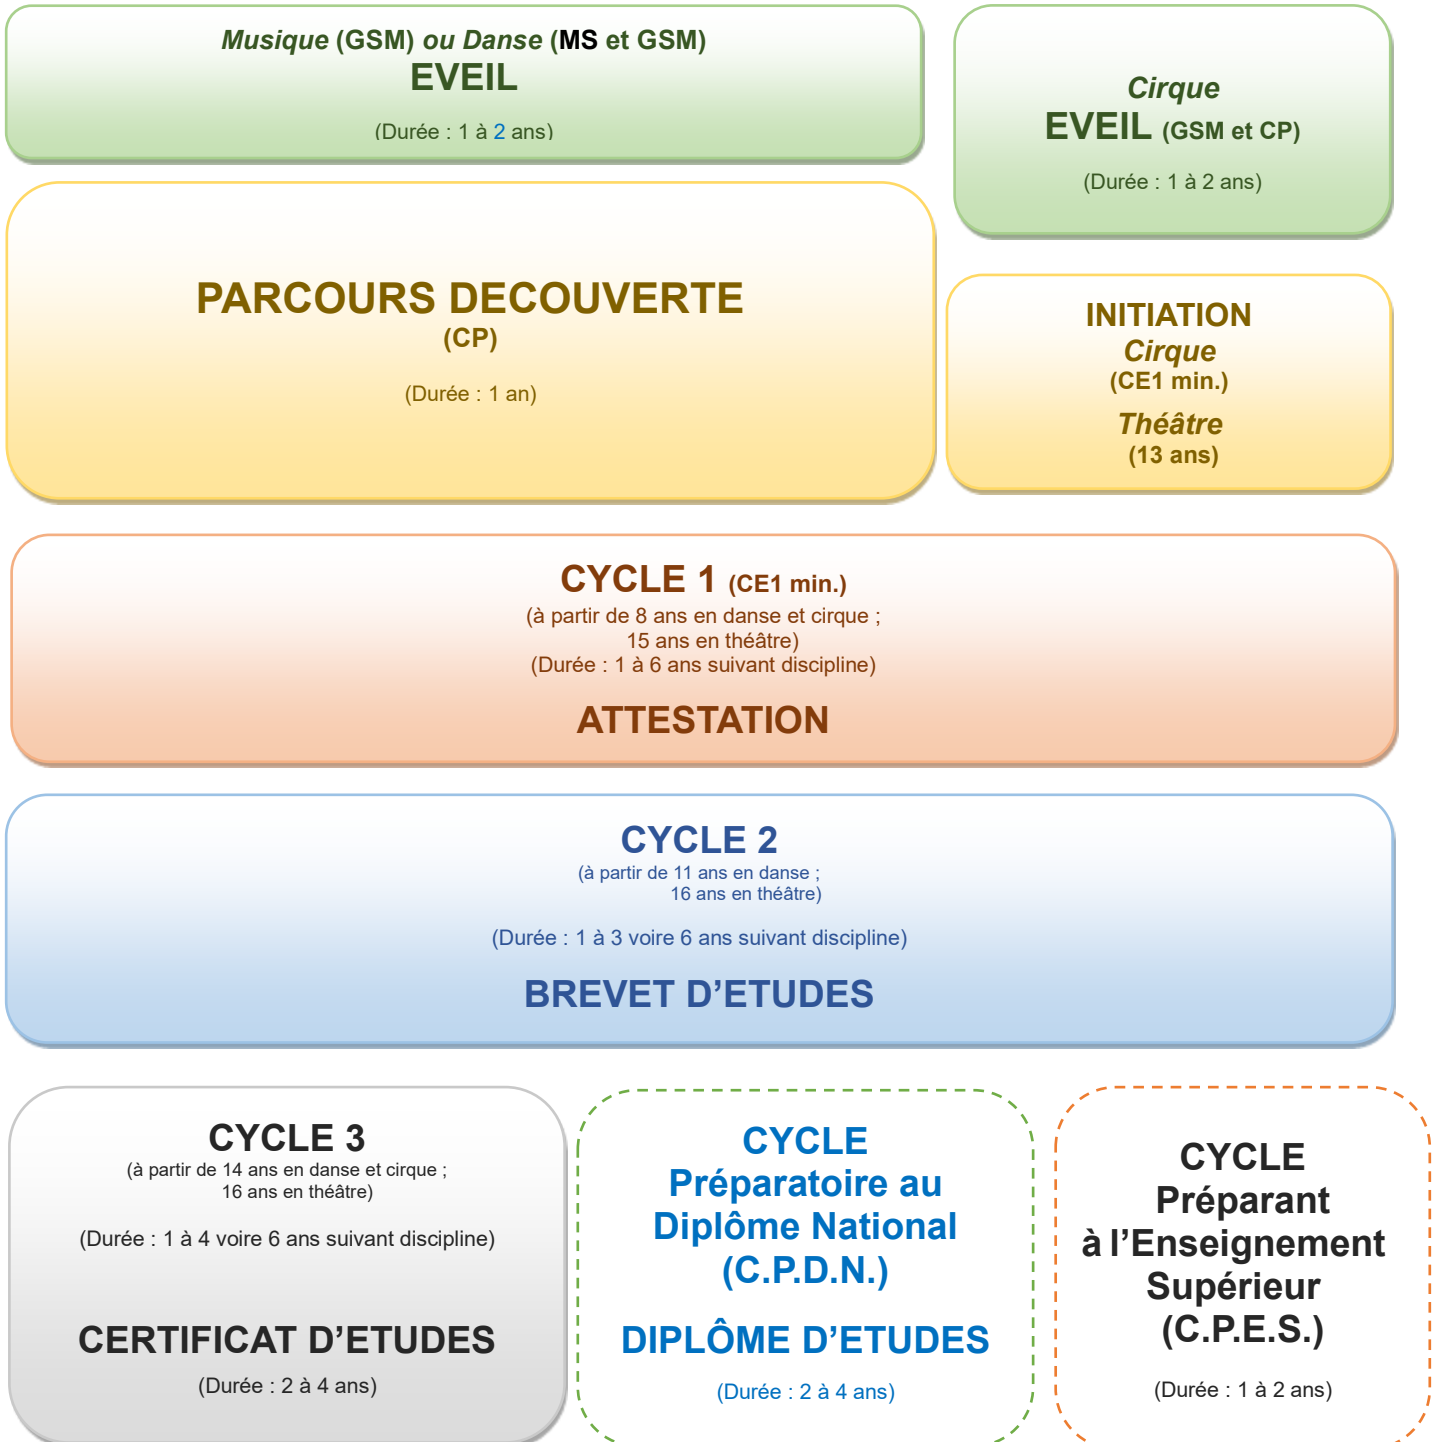 Musique (GSM) ou Danse (MS et GSM)
EVEIL
(Durée : 1 à 2 ans)
Cirque
EVEIL (GSM et CP)
(Durée : 1 à 2 ans)
PARCOURS DECOUVERTE
(CP)
(Durée : 1 an)
INITIATION
Cirque
(CE1 min.)
Théâtre
(13 ans)
CYCLE 1 (CE1 min.)
(à partir de 8 ans en danse et cirque ;
15 ans en théâtre)
(Durée : 1 à 6 ans suivant discipline)
ATTESTATION
CYCLE 2
(à partir de 11 ans en danse ;
16 ans en théâtre)
(Durée : 1 à 3 voire 6 ans suivant discipline)
BREVET D’ETUDES
CYCLE 3
(à partir de 14 ans en danse et cirque ;
16 ans en théâtre)
(Durée : 1 à 4 voire 6 ans suivant discipline)
CERTIFICAT D’ETUDES
(Durée : 2 à 4 ans)
CYCLE
Préparatoire au
Diplôme National
(C.P.D.N.)
DIPLÔME D’ETUDES
(Durée : 2 à 4 ans)
CYCLE
Préparant
à l’Enseignement
Supérieur
(C.P.E.S.)
(Durée : 1 à 2 ans)